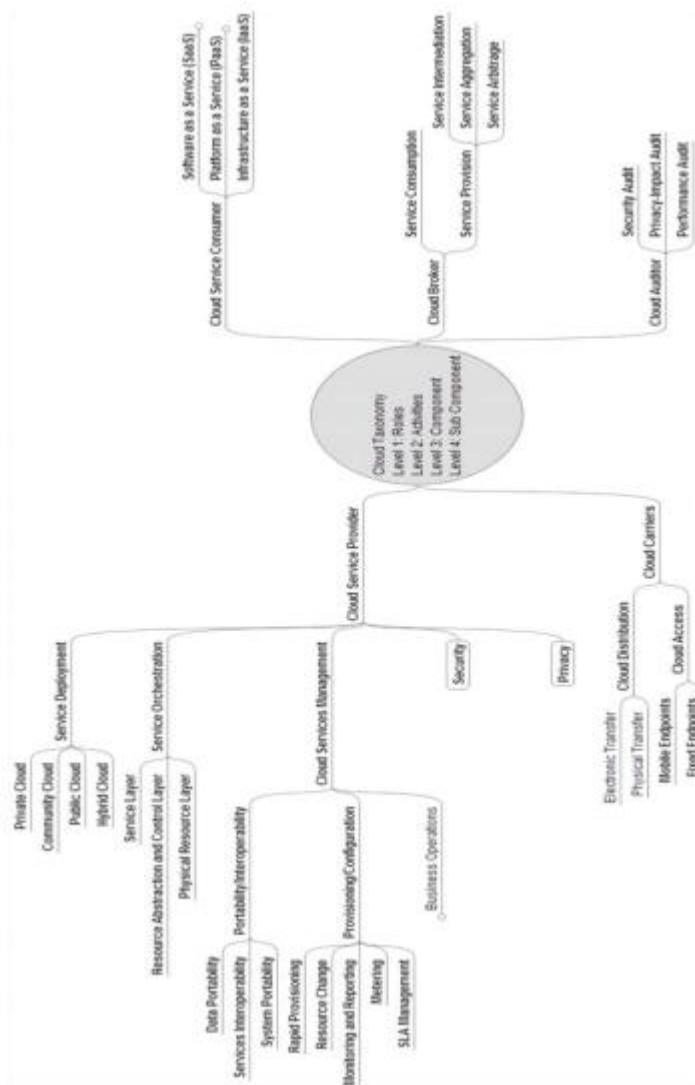 Cloud Taxonomy
Level 1: Roles
Level 2: Activities
Level 3: Component
Level 4: Sub Component
Cloud Service Provider
Service Deployment
Private Cloud
Community Cloud
Public Cloud
Hybrid Cloud
Service Orchestration
Service Layer
Resource Abstraction and Control Layer
Physical Resource Layer
Cloud Services Management
Portability/Interoperability
Data Portability
Services Interoperability
System Portability
Provisioning/Configuration
Rapid Provisioning
Resource Change
Monitoring and Reporting
Metering
SLA Management
Business Operations
Security
Privacy
Cloud Carriers
Cloud Distribution
Electronic Transfer
Physical Transfer
Cloud Access
Mobile Endpoints
Fixed Endpoints
Cloud Service Consumer
Software as a Service (SaaS)
Platform as a Service (PaaS)
Infrastructure as a Service (IaaS)
Cloud Broker
Service Consumption
Service Provision
Service Intermediation
Service Aggregation
Service Arbitrage
Cloud Auditor
Security Audit
Privacy-Impact Audit
Performance Audit